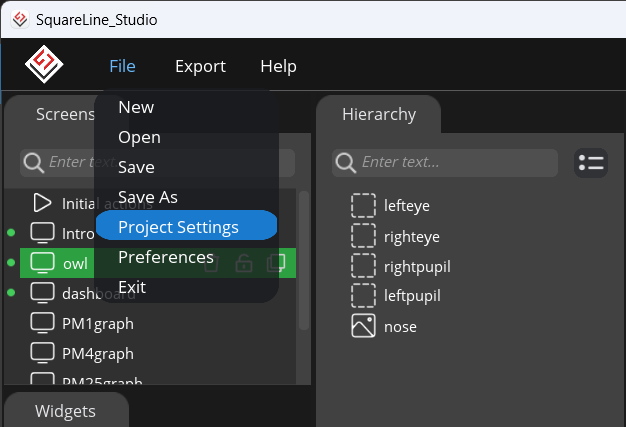 SquareLine_Studio
File Export Help
Screens
Hierarchy
New
Open
Save
Save As
Project Settings
Preferences
Exit
Enter text...
Initial actions
Intro
owl
dashboard
PM1graph
PM4graph
PM25graph
Enter text...
lefteye
righteye
rightpupil
leftpupil
nose
Widgets